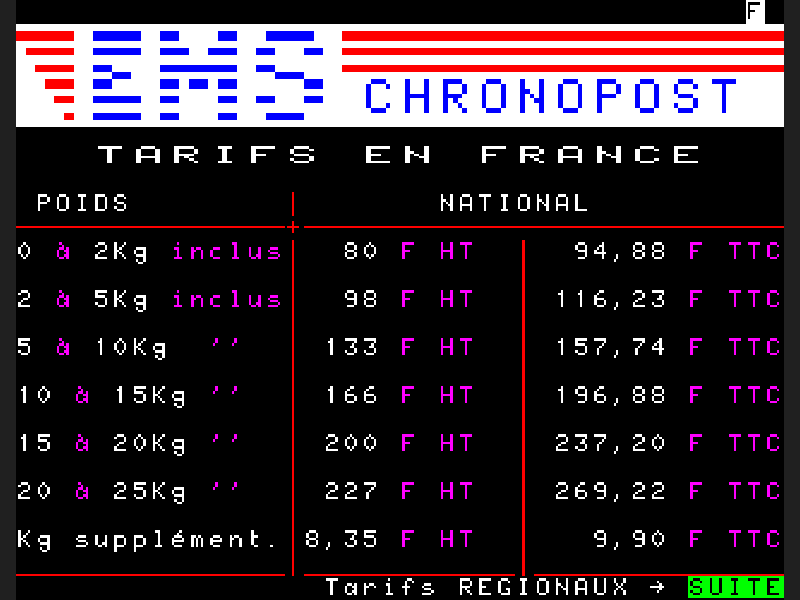 F
EMS
CHRONOPOST
TARIFS EN FRANCE
POIDS NATIONAL
0 à 2Kg inclus 80 F HT 94,88 F TTC
2 à 5Kg inclus 98 F HT 116,23 F TTC
5 à 10Kg '' 133 F HT 157,74 F TTC
10 à 15Kg '' 166 F HT 196,88 F TTC
15 à 20Kg '' 200 F HT 237,20 F TTC
20 à 25Kg '' 227 F HT 269,22 F TTC
Kg supplément. 8,35 F HT 9,90 F TTC
Tarifs REGIONAUX → SUITE